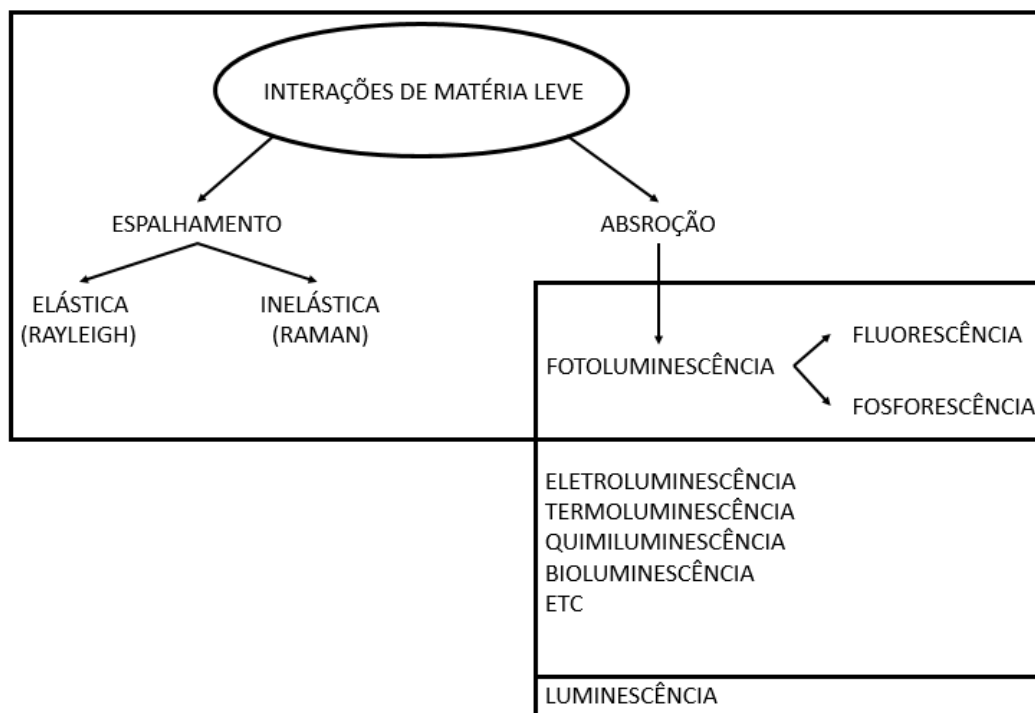 INTERAÇÕES DE MATÉRIA LEVE
ESPALHAMENTO
ABSROÇÃO
ELÁSTICA
(RAYLEIGH)
INELÁSTICA
(RAMAN)
FOTOLUMINESCÊNCIA
FLUORESCÊNCIA
FOSFORESCÊNCIA
ELETROLUMINESCÊNCIA
TERMOLUMINESCÊNCIA
QUIMILUMINESCÊNCIA
BIOLUMINESCÊNCIA
ETC
LUMINESCÊNCIA